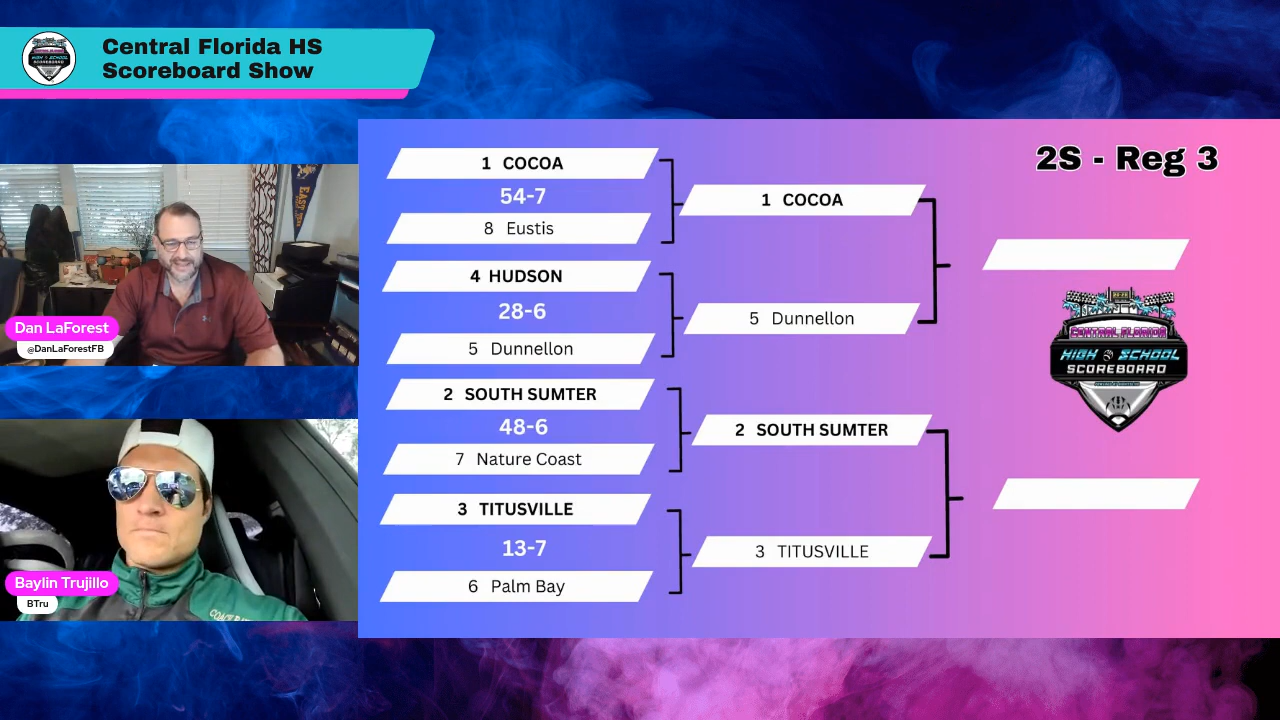 Central Florida HS
Scoreboard Show
2S - Reg 3
1 COCOA
54-7
8 Eustis
4 HUDSON
28-6
5 Dunnellon
2 SOUTH SUMTER
48-6
7 Nature Coast
3 TITUSVILLE
13-7
6 Palm Bay
1 COCOA
5 Dunnellon
2 SOUTH SUMTER
3 TITUSVILLE
CENTRAL FLORIDA
HIGH SCHOOL
SCOREBOARD
Dan LaForest
@DanLaForestFB
EAST
Baylin Trujillo
BTru
COACH